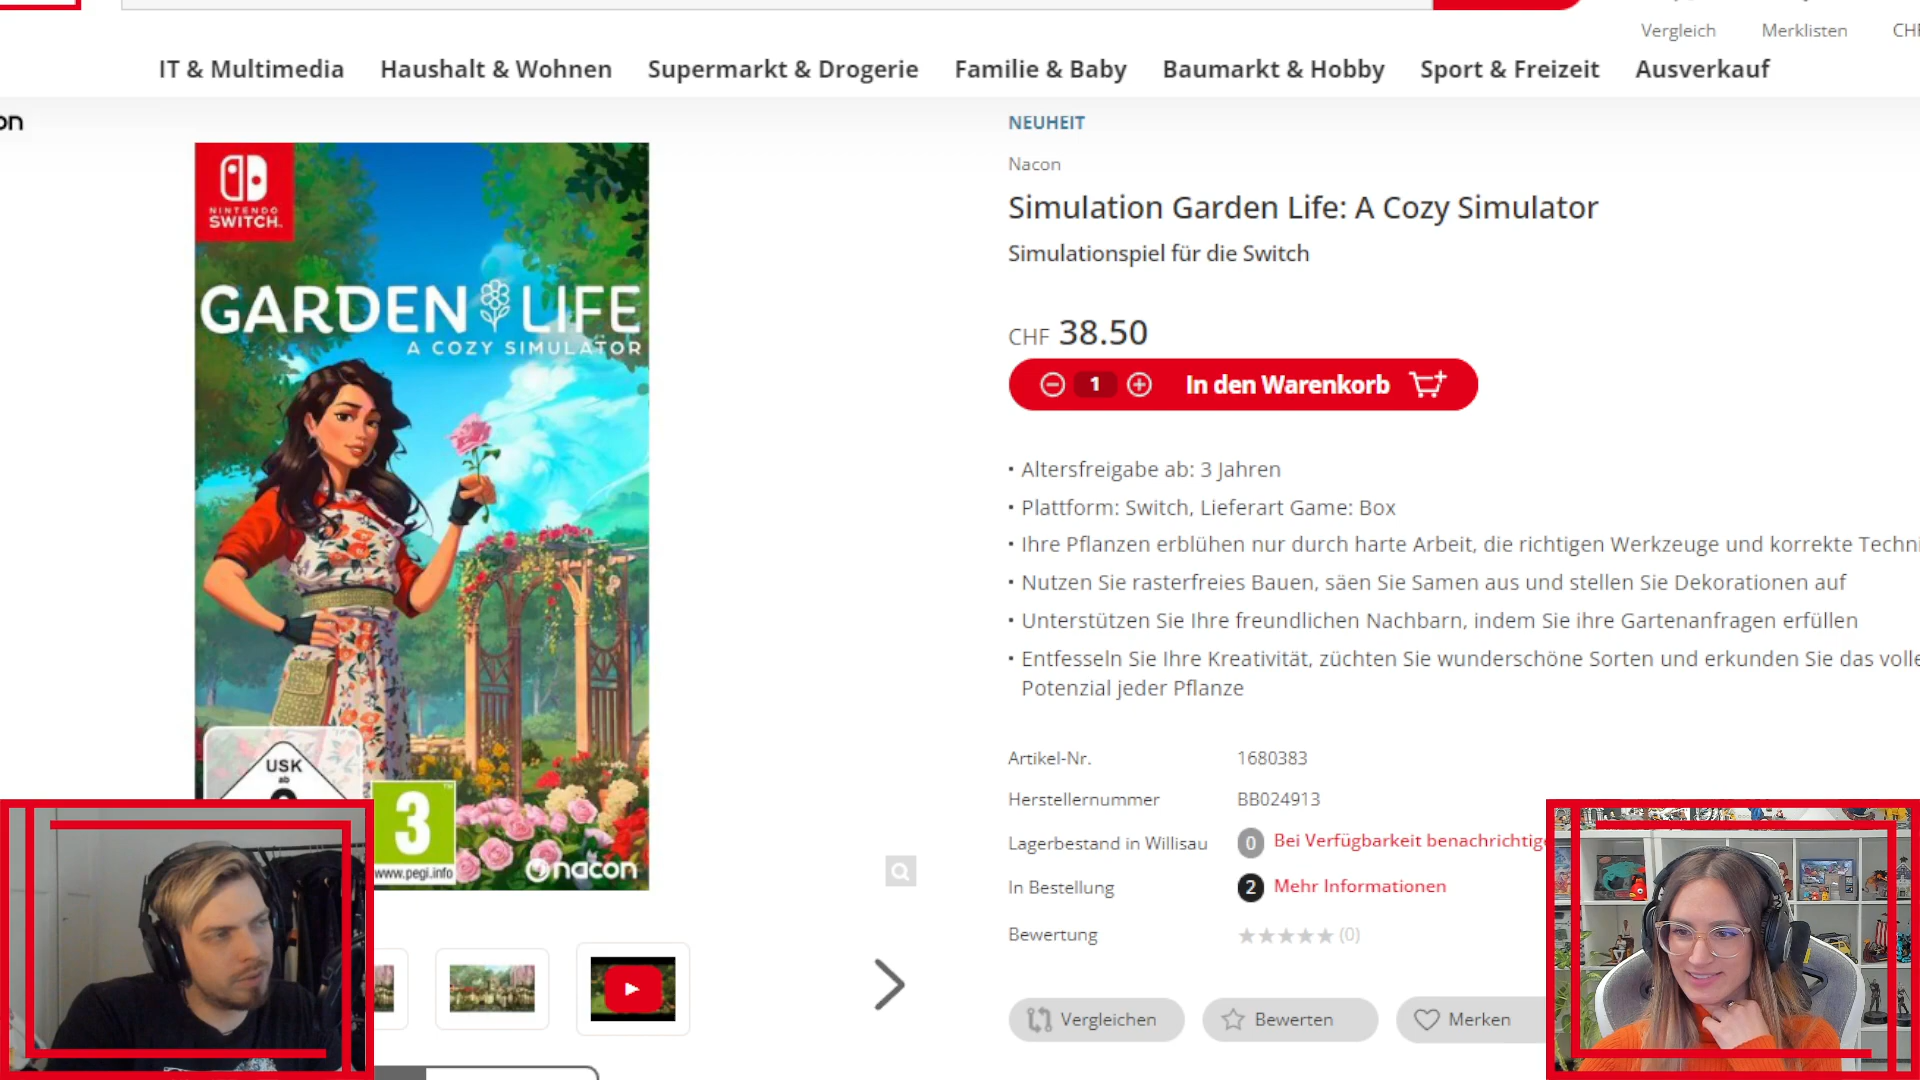 Vergleich
Merklisten
IT & Multimedia
Haushalt & Wohnen
Supermarkt & Drogerie
Familie & Baby
Baumarkt & Hobby
Sport & Freizeit
Ausverkauf
NINTENDO
SWITCH
GARDEN LIFE
A COZY SIMULATOR
USK
ab
3
www.pegi.info
nacon
NEUHEIT
Nacon
Simulation Garden Life: A Cozy Simulator
Simulationspiel für die Switch
CHF 38.50
1 In den Warenkorb
• Altersfreigabe ab: 3 Jahren
• Plattform: Switch, Lieferart Game: Box
• Ihre Pflanzen erblühen nur durch harte Arbeit, die richtigen Werkzeuge und korrekte Techni
• Nutzen Sie rasterfreies Bauen, säen Sie Samen aus und stellen Sie Dekorationen auf
• Unterstützen Sie Ihre freundlichen Nachbarn, indem Sie ihre Gartenanfragen erfüllen
• Entfesseln Sie Ihre Kreativität, züchten Sie wunderschöne Sorten und erkunden Sie das volle
Potenzial jeder Pflanze
Artikel-Nr. 1680383
Herstellernummer BB024913
Lagerbestand in Willisau 0 Bei Verfügbarkeit benachrichtige
In Bestellung 2 Mehr Informationen
Bewertung (0)
Vergleichen
Bewerten
Merken